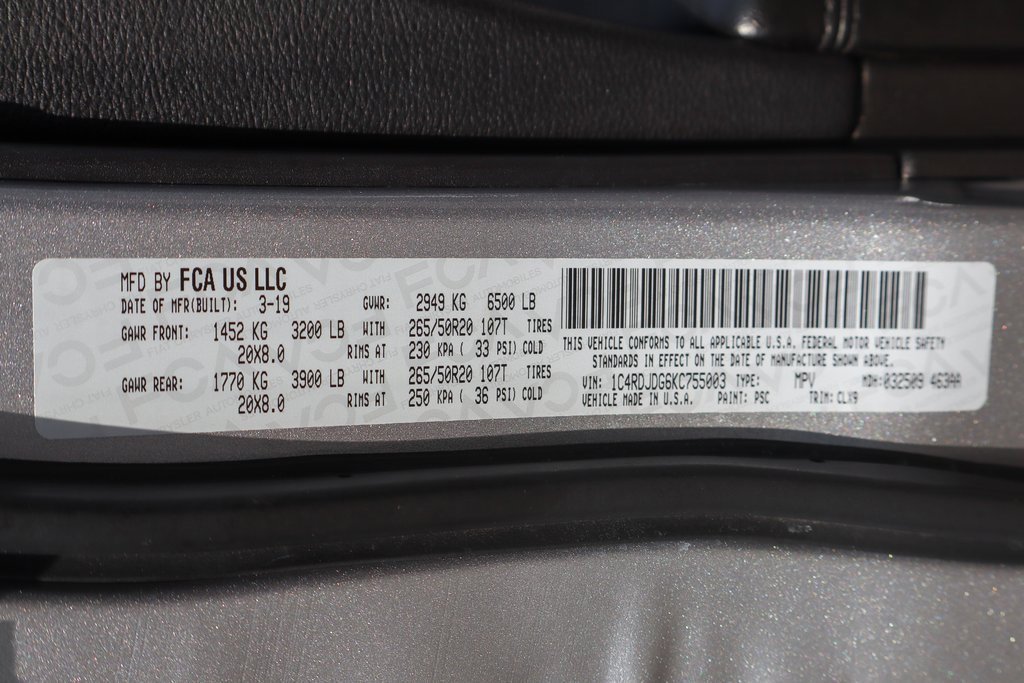 MFD BY FCA US LLC
DATE OF MFR(BUILT): 3-19 GVWR: 2949 KG 6500 LB
GAWR FRONT: 1452 KG 3200 LB WITH 265/50R20 107T TIRES
20X8.0 RIMS AT 230 KPA ( 33 PSI) COLD
GAWR REAR: 1770 KG 3900 LB WITH 265/50R20 107T TIRES
20X8.0 RIMS AT 250 KPA ( 36 PSI) COLD
THIS VEHICLE CONFORMS TO ALL APPLICABLE U.S.A. FEDERAL MOTOR VEHICLE SAFETY
STANDARDS IN EFFECT ON THE DATE OF MANUFACTURE SHOWN ABOVE.
VIN: 1C4RDJDG6KC755003 TYPE: MPV MDH:032509 463AA
VEHICLE MADE IN U.S.A. PAINT: PSC TRIM: CLX9